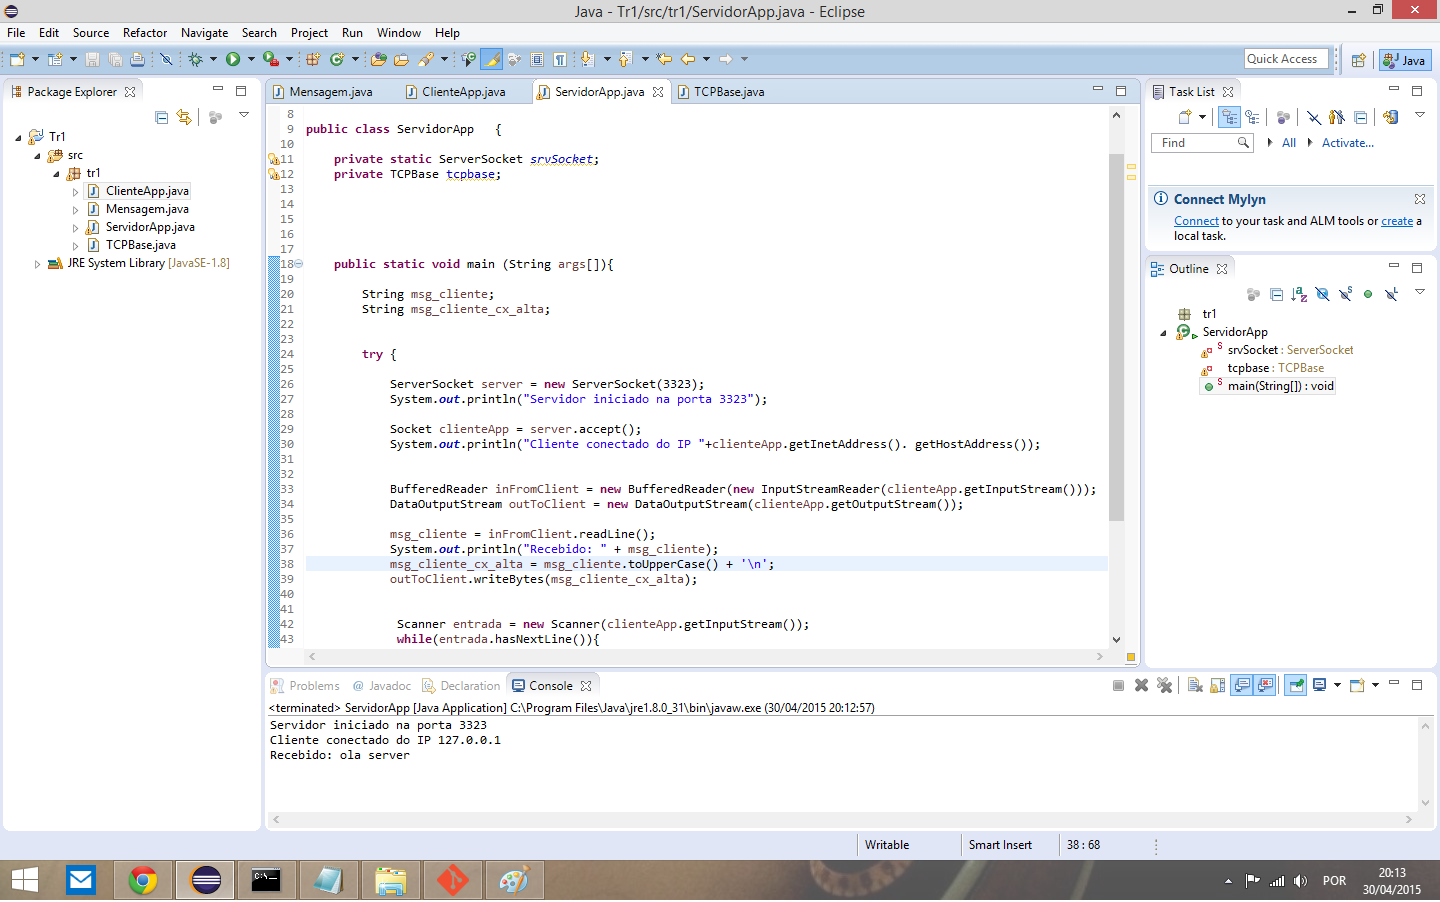 Java - Tr1/src/tr1/ServidorApp.java - Eclipse
File Edit Source Refactor Navigate Search Project Run Window Help
Quick Access
Java
Package Explorer
Tr1
src
tr1
ClienteApp.java
Mensagem.java
ServidorApp.java
TCPBase.java
JRE System Library [JavaSE-1.8]
Mensagem.java ClienteApp.java ServidorApp.java TCPBase.java
8
9 public class ServidorApp {
10
11 private static ServerSocket srvSocket;
12 private TCPBase tcpbase;
13
14
15
16
17
18 public static void main (String args[]){
19
20 String msg_cliente;
21 String msg_cliente_cx_alta;
22
23
24 try {
25
26 ServerSocket server = new ServerSocket(3323);
27 System.out.println("Servidor iniciado na porta 3323");
28
29 Socket clienteApp = server.accept();
30 System.out.println("Cliente conectado do IP "+clienteApp.getInetAddress(). getHostAddress());
31
32
33 BufferedReader inFromClient = new BufferedReader(new InputStreamReader(clienteApp.getInputStream()));
34 DataOutputStream outToClient = new DataOutputStream(clienteApp.getOutputStream());
35
36 msg_cliente = inFromClient.readLine();
37 System.out.println("Recebido: " + msg_cliente);
38 msg_cliente_cx_alta = msg_cliente.toUpperCase() + '\n';
39 outToClient.writeBytes(msg_cliente_cx_alta);
40
41
42 Scanner entrada = new Scanner(clienteApp.getInputStream());
43 while(entrada.hasNextLine()){
Task List
Find
All
Activate...
Connect Mylyn
Connect to your task and ALM tools or create a
local task.
Outline
tr1
ServidorApp
srvSocket : ServerSocket
tcpbase : TCPBase
main(String[]) : void
Problems @ Javadoc Declaration Console
<terminated> ServidorApp [Java Application] C:\Program Files\Java\jre1.8.0_31\bin\javaw.exe (30/04/2015 20:12:57)
Servidor iniciado na porta 3323
Cliente conectado do IP 127.0.0.1
Recebido: ola server
Writable Smart Insert 38 : 68
POR
20:13
30/04/2015